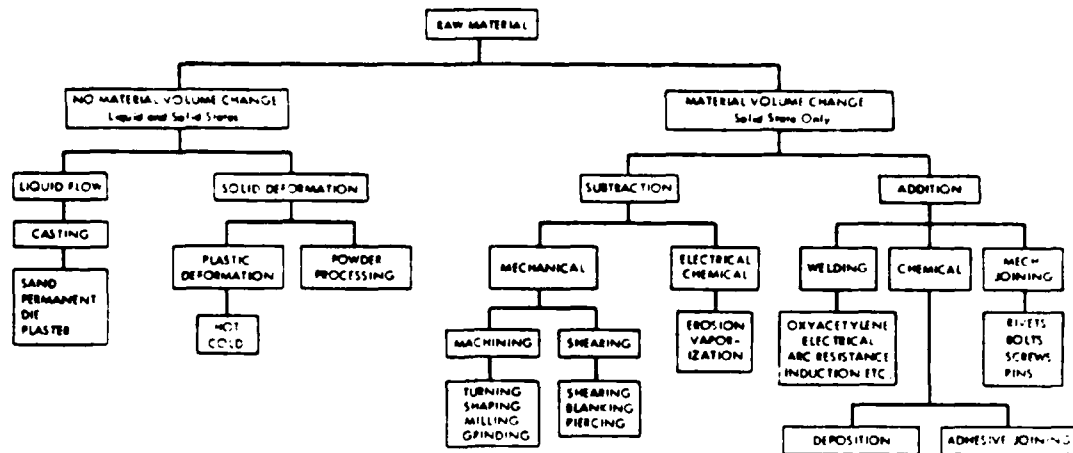 RAW MATERIAL
NO MATERIAL VOLUME CHANGE
Liquid and Solid States
MATERIAL VOLUME CHANGE
Solid State Only
LIQUID FLOW
SOLID DEFORMATION
SUBTRACTION
ADDITION
CASTING
PLASTIC
DEFORMATION
POWDER
PROCESSING
MECHANICAL
ELECTRICAL
CHEMICAL
WELDING
CHEMICAL
MECH
JOINING
SAND
PERMANENT
DIE
PLASTER
HOT
COLD
MACHINING
SHEARING
EROSION
VAPOR-
IZATION
OXYACETYLENE
ELECTRICAL
ARC RESISTANCE
INDUCTION ETC.
RIVETS
BOLTS
SCREWS
PINS
TURNING
SHAPING
MILLING
GRINDING
SHEARING
BLANKING
PIERCING
DEPOSITION
ADHESIVE JOINING